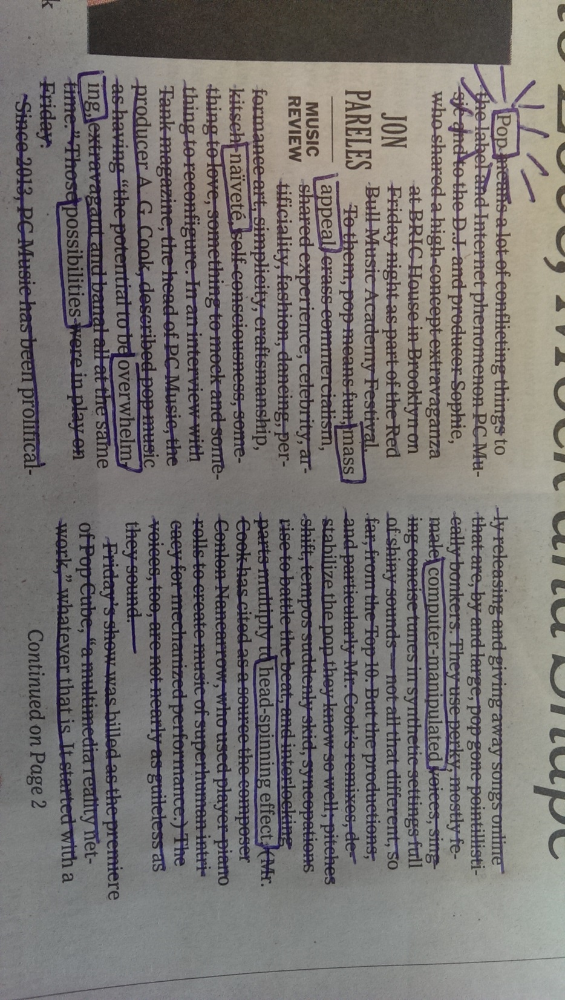 to Love, Mock and Shape
Pop means a lot of conflicting things to
the label and Internet phenomenon PC Mu-
sic and to the D.J. and producer Sophie,
who shared a high-concept extravaganza
at BRIC House in Brooklyn on
Friday night as part of the Red
Bull Music Academy Festival.
JON
PARELES
MUSIC
REVIEW
To them, pop means fun, mass
appeal, crass commercialism,
shared experience, celebrity, ar-
tificiality, fashion, dancing, per-
formance art, simplicity, craftsmanship,
kitsch, naïveté, self-consciousness, some-
thing to love, something to mock and some-
thing to reconfigure. In an interview with
Tank magazine, the head of PC Music, the
producer A. G. Cook, described pop music
as having "the potential to be overwhelm-
ing, extravagant and banal all at the same
time." Those possibilities were in play on
Friday.
Since 2013, PC Music has been prolifical-
ly releasing and giving away songs online
that are, by and large, pop gone pointillisti-
cally bonkers. They use perky, mostly fe-
male, computer-manipulated voices, sing-
ing concise tunes in synthetic settings full
of shiny sounds — not all that different, so
far, from the Top 10. But the productions,
and particularly Mr. Cook's remixes, de-
stabilize the pop they know so well; pitches
shift, tempos suddenly skid, syncopations
rise to battle the beat, and interlocking
parts multiply to head-spinning effect. (Mr.
Cook has cited as a source the composer
Conlon Nancarrow, who used player-piano
rolls to create music of superhuman intri-
cacy for mechanized performance.) The
voices, too, are not nearly as guileless as
they sound.
Friday's show was billed as the premiere
of Pop Cube, "a multimedia reality net-
work," whatever that is. It started with a
Continued on Page 2
k